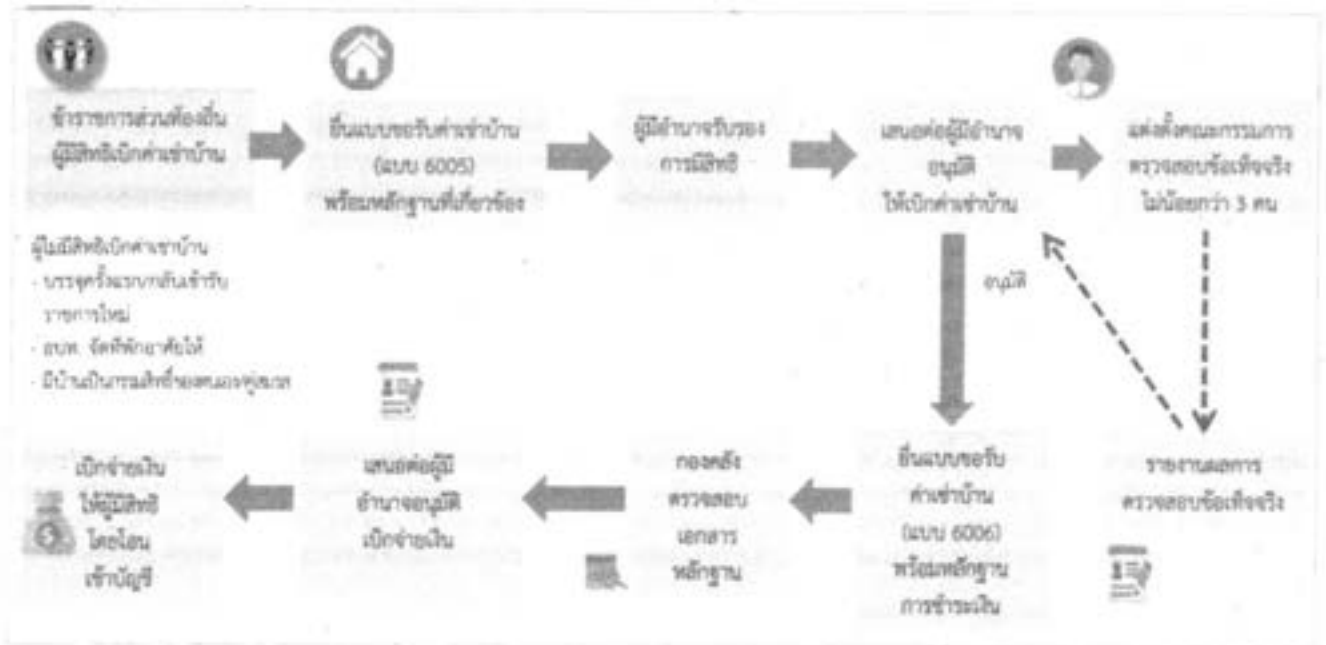 ข้าราชการส่วนท้องถิ่น
ผู้มีสิทธิเบิกค่าเช่าบ้าน
ยื่นแบบขอรับค่าเช่าบ้าน
(แบบ 6005)
พร้อมหลักฐานที่เกี่ยวข้อง
ผู้มีอำนาจรับรอง
การมีสิทธิ
เสนอต่อผู้มีอำนาจ
อนุมัติ
ให้เบิกค่าเช่าบ้าน
แต่งตั้งคณะกรรมการ
ตรวจสอบข้อเท็จจริง
ไม่น้อยกว่า 3 คน
ผู้ไม่มีสิทธิเบิกค่าเช่าบ้าน
- บรรจุครั้งแรก/กลับเข้ารับ
ราชการใหม่
- อปท. จัดที่พักอาศัยให้
- มีบ้านเป็นกรรมสิทธิ์ของตนเอง/คู่สมรส
อนุมัติ
เบิกจ่ายเงิน
ให้ผู้มีสิทธิ
โดยโอน
เข้าบัญชี
เสนอต่อผู้มี
อำนาจอนุมัติ
เบิกจ่ายเงิน
กองคลัง
ตรวจสอบ
เอกสาร
หลักฐาน
ยื่นแบบขอรับ
ค่าเช่าบ้าน
(แบบ 6006)
พร้อมหลักฐาน
การชำระเงิน
รายงานผลการ
ตรวจสอบข้อเท็จจริง